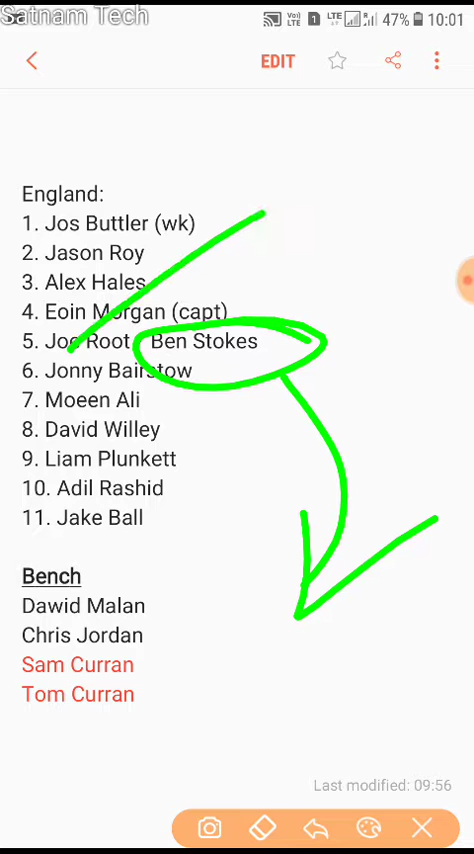 Satnam Tech
Vo) LTE 1 LTE R 47% 10:01
EDIT
England:
1. Jos Buttler (wk)
2. Jason Roy
3. Alex Hales
4. Eoin Morgan (capt)
5. Joe Root Ben Stokes
6. Jonny Bairstow
7. Moeen Ali
8. David Willey
9. Liam Plunkett
10. Adil Rashid
11. Jake Ball
Bench
Dawid Malan
Chris Jordan
Sam Curran
Tom Curran
Last modified: 09:56